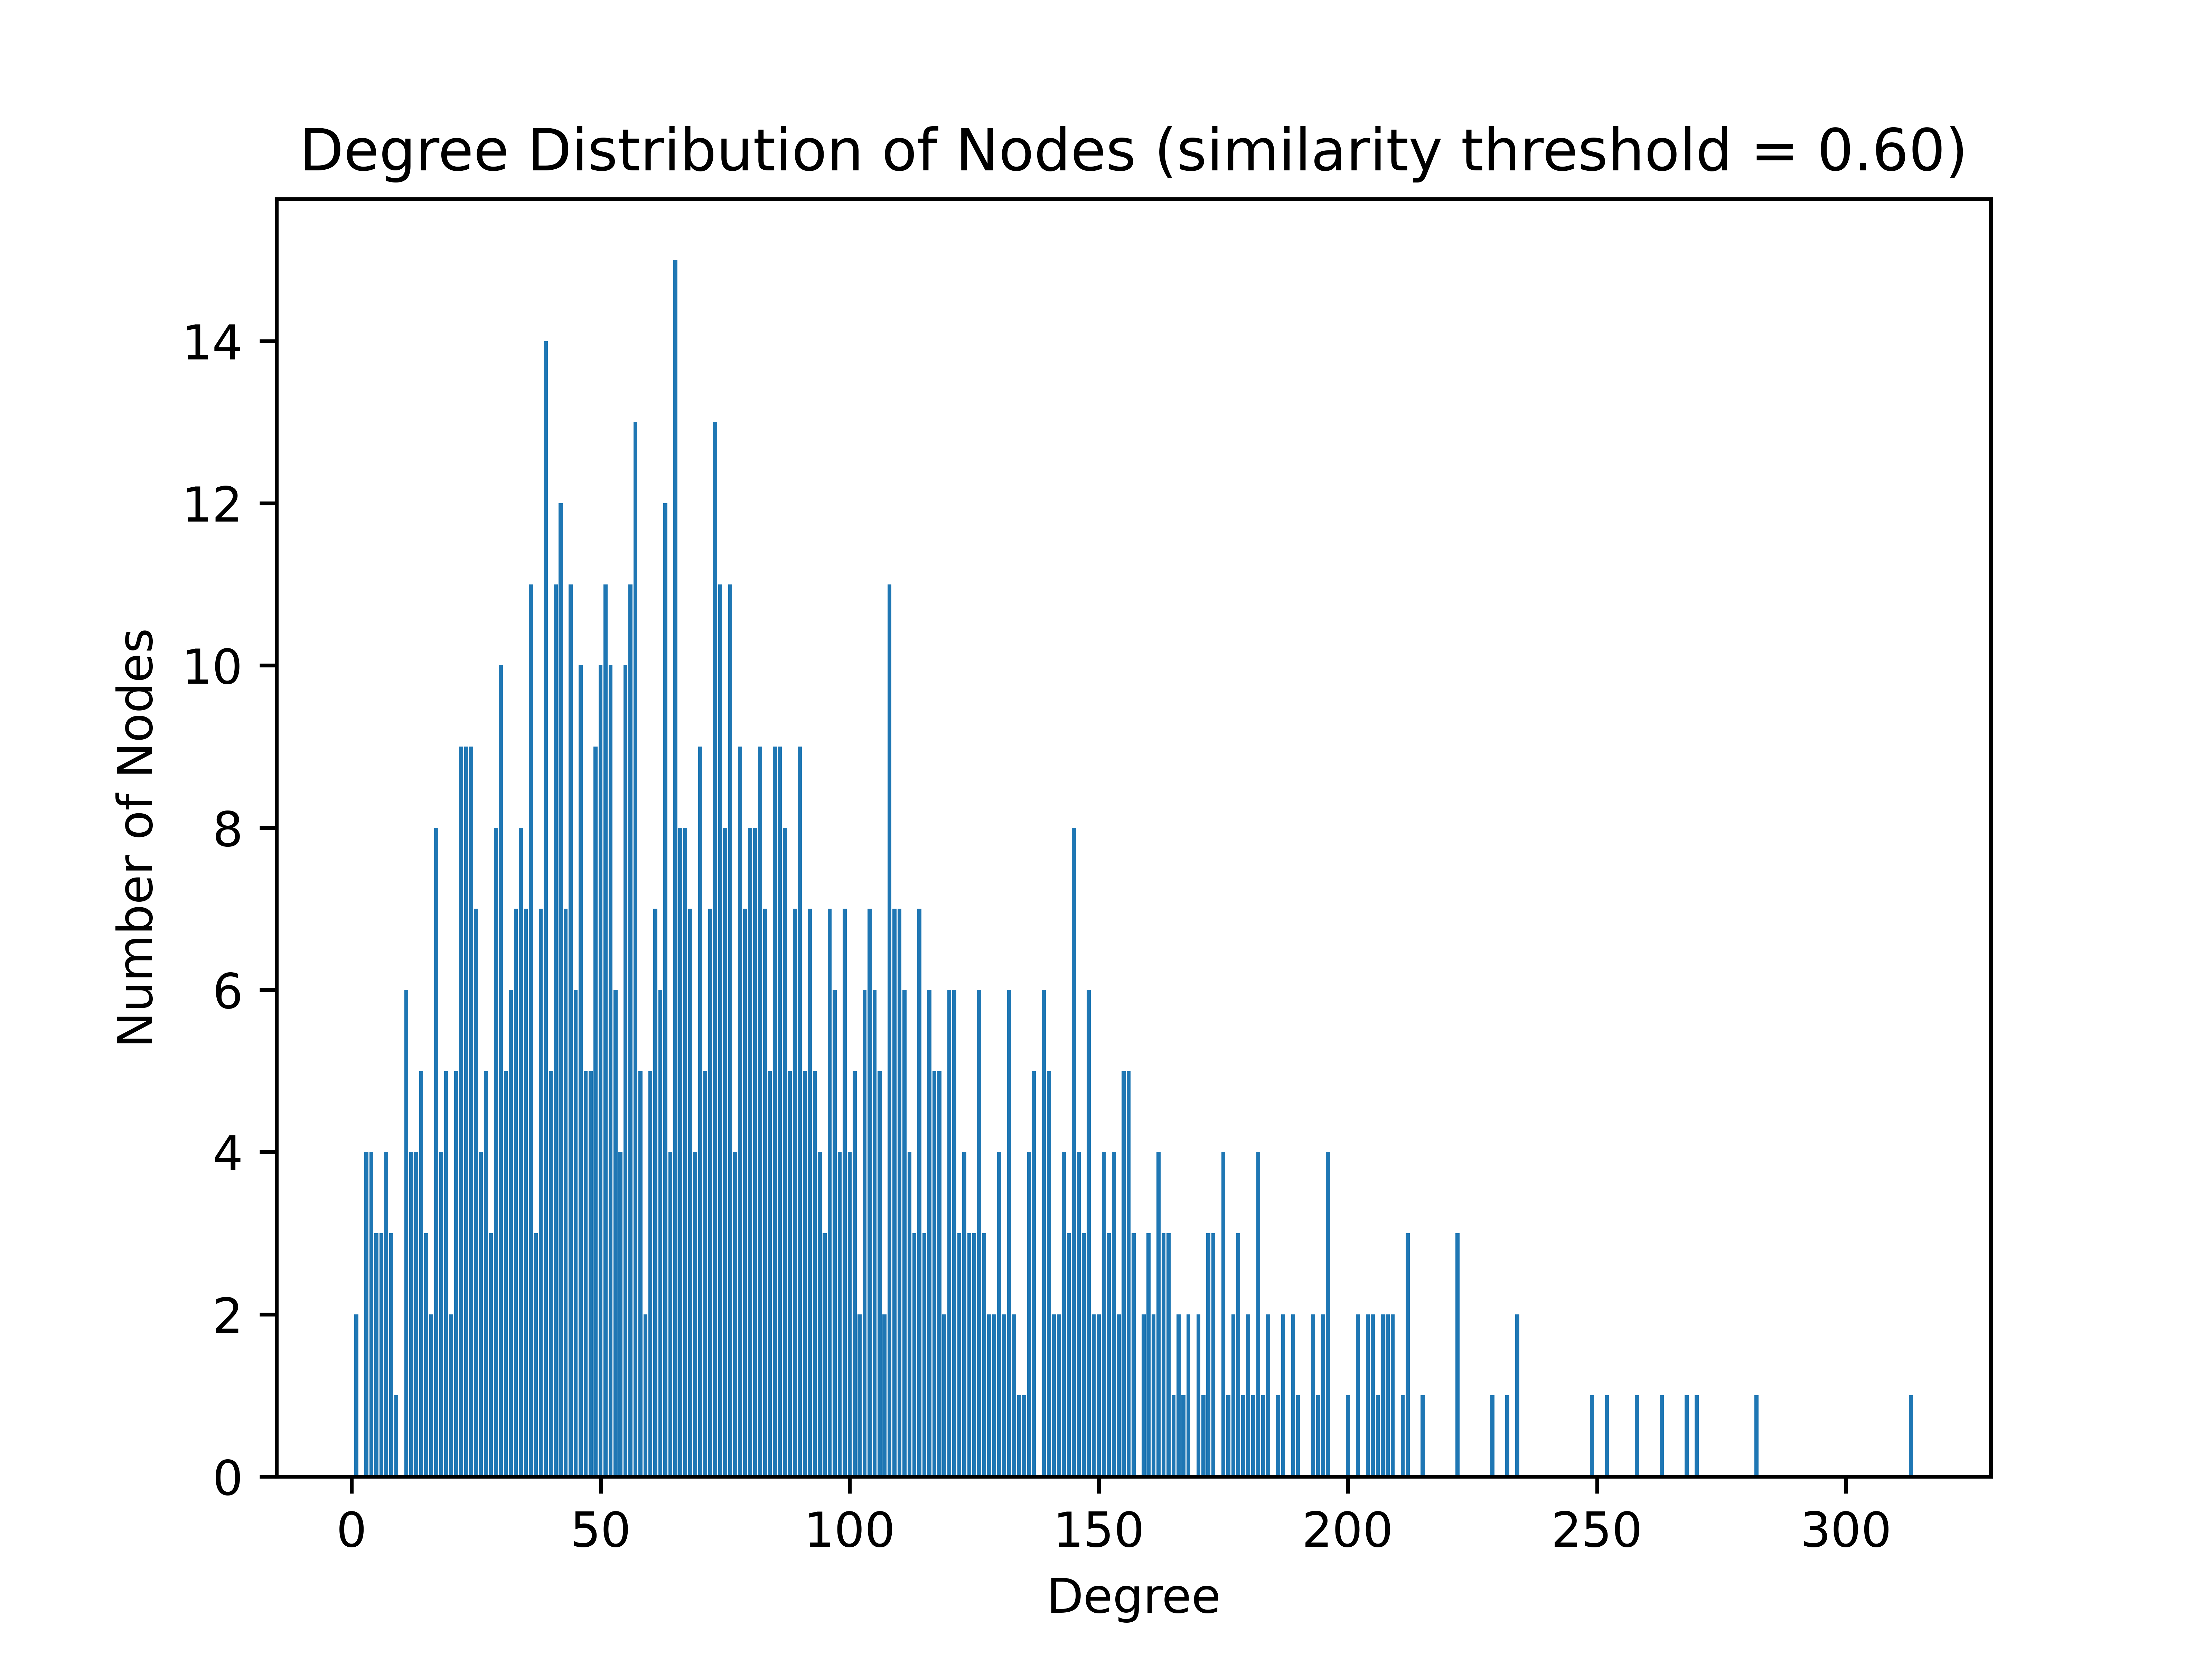 Degree Distribution of Nodes (similarity threshold = 0.60)
14
12
10
8
6
4
2
0
Number of Nodes
0 50 100 150 200 250 300
Degree